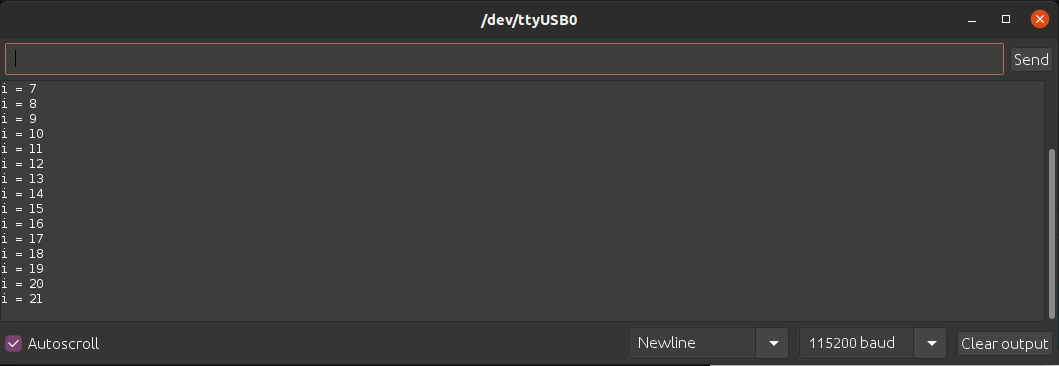 /dev/ttyUSB0
Send
i = 7
i = 8
i = 9
i = 10
i = 11
i = 12
i = 13
i = 14
i = 15
i = 16
i = 17
i = 18
i = 19
i = 20
i = 21
Autoscroll Newline 115200 baud Clear output